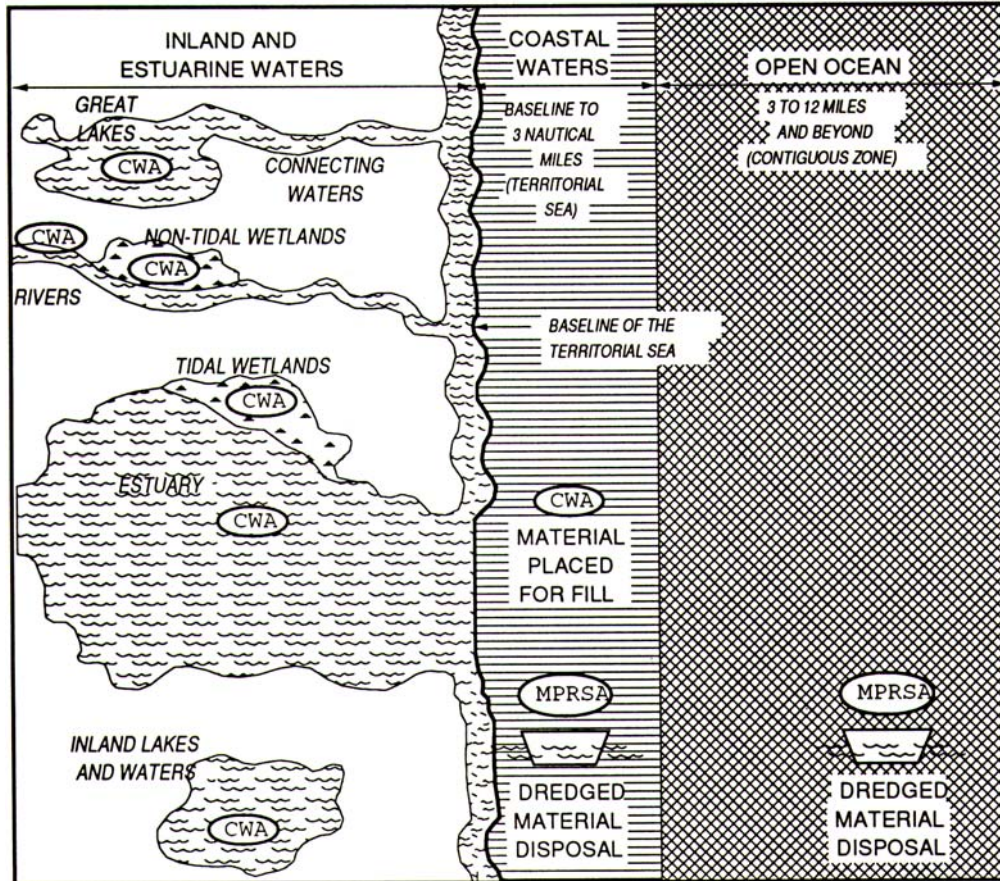 INLAND AND
ESTUARINE WATERS
COASTAL
WATERS
OPEN OCEAN
GREAT
LAKES
CWA
CONNECTING
WATERS
BASELINE TO
3 NAUTICAL
MILES
(TERRITORIAL
SEA)
3 TO 12 MILES
AND BEYOND
(CONTIGUOUS ZONE)
CWA
NON-TIDAL WETLANDS
CWA
RIVERS
BASELINE OF THE
TERRITORIAL SEA
TIDAL WETLANDS
CWA
ESTUARY
CWA
CWA
MATERIAL
PLACED
FOR FILL
MPRSA
MPRSA
INLAND LAKES
AND WATERS
CWA
DREDGED
MATERIAL
DISPOSAL
DREDGED
MATERIAL
DISPOSAL